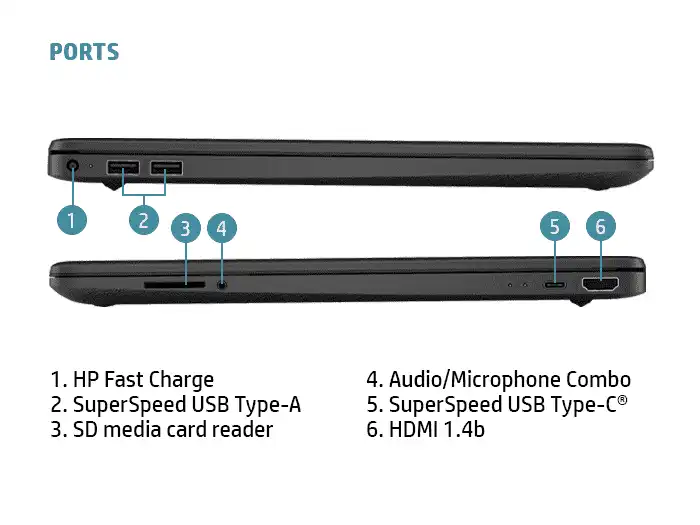 PORTS
1
2
3
4
5
6
1. HP Fast Charge
2. SuperSpeed USB Type-A
3. SD media card reader
4. Audio/Microphone Combo
5. SuperSpeed USB Type-C®
6. HDMI 1.4b